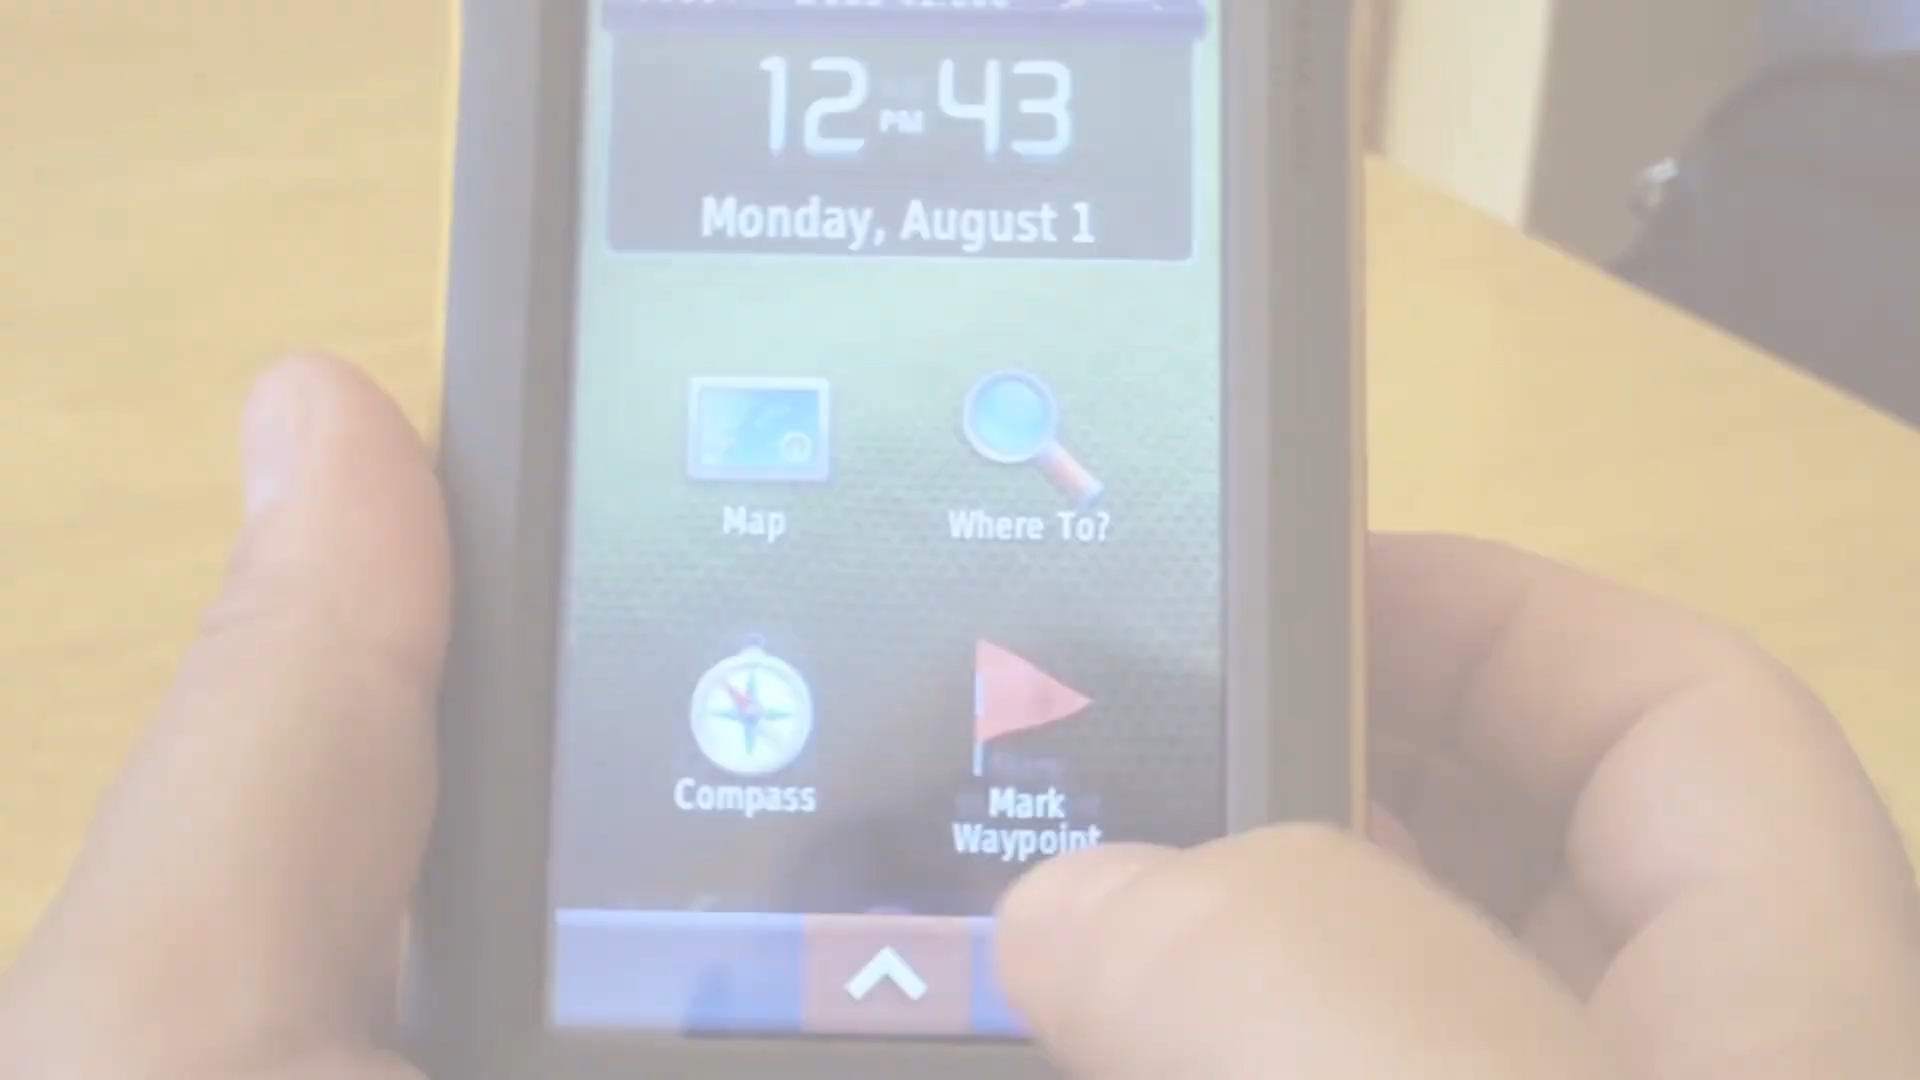 12 PM 43
Monday, August 1
Map
Where To?
Compass
Mark
Waypoint